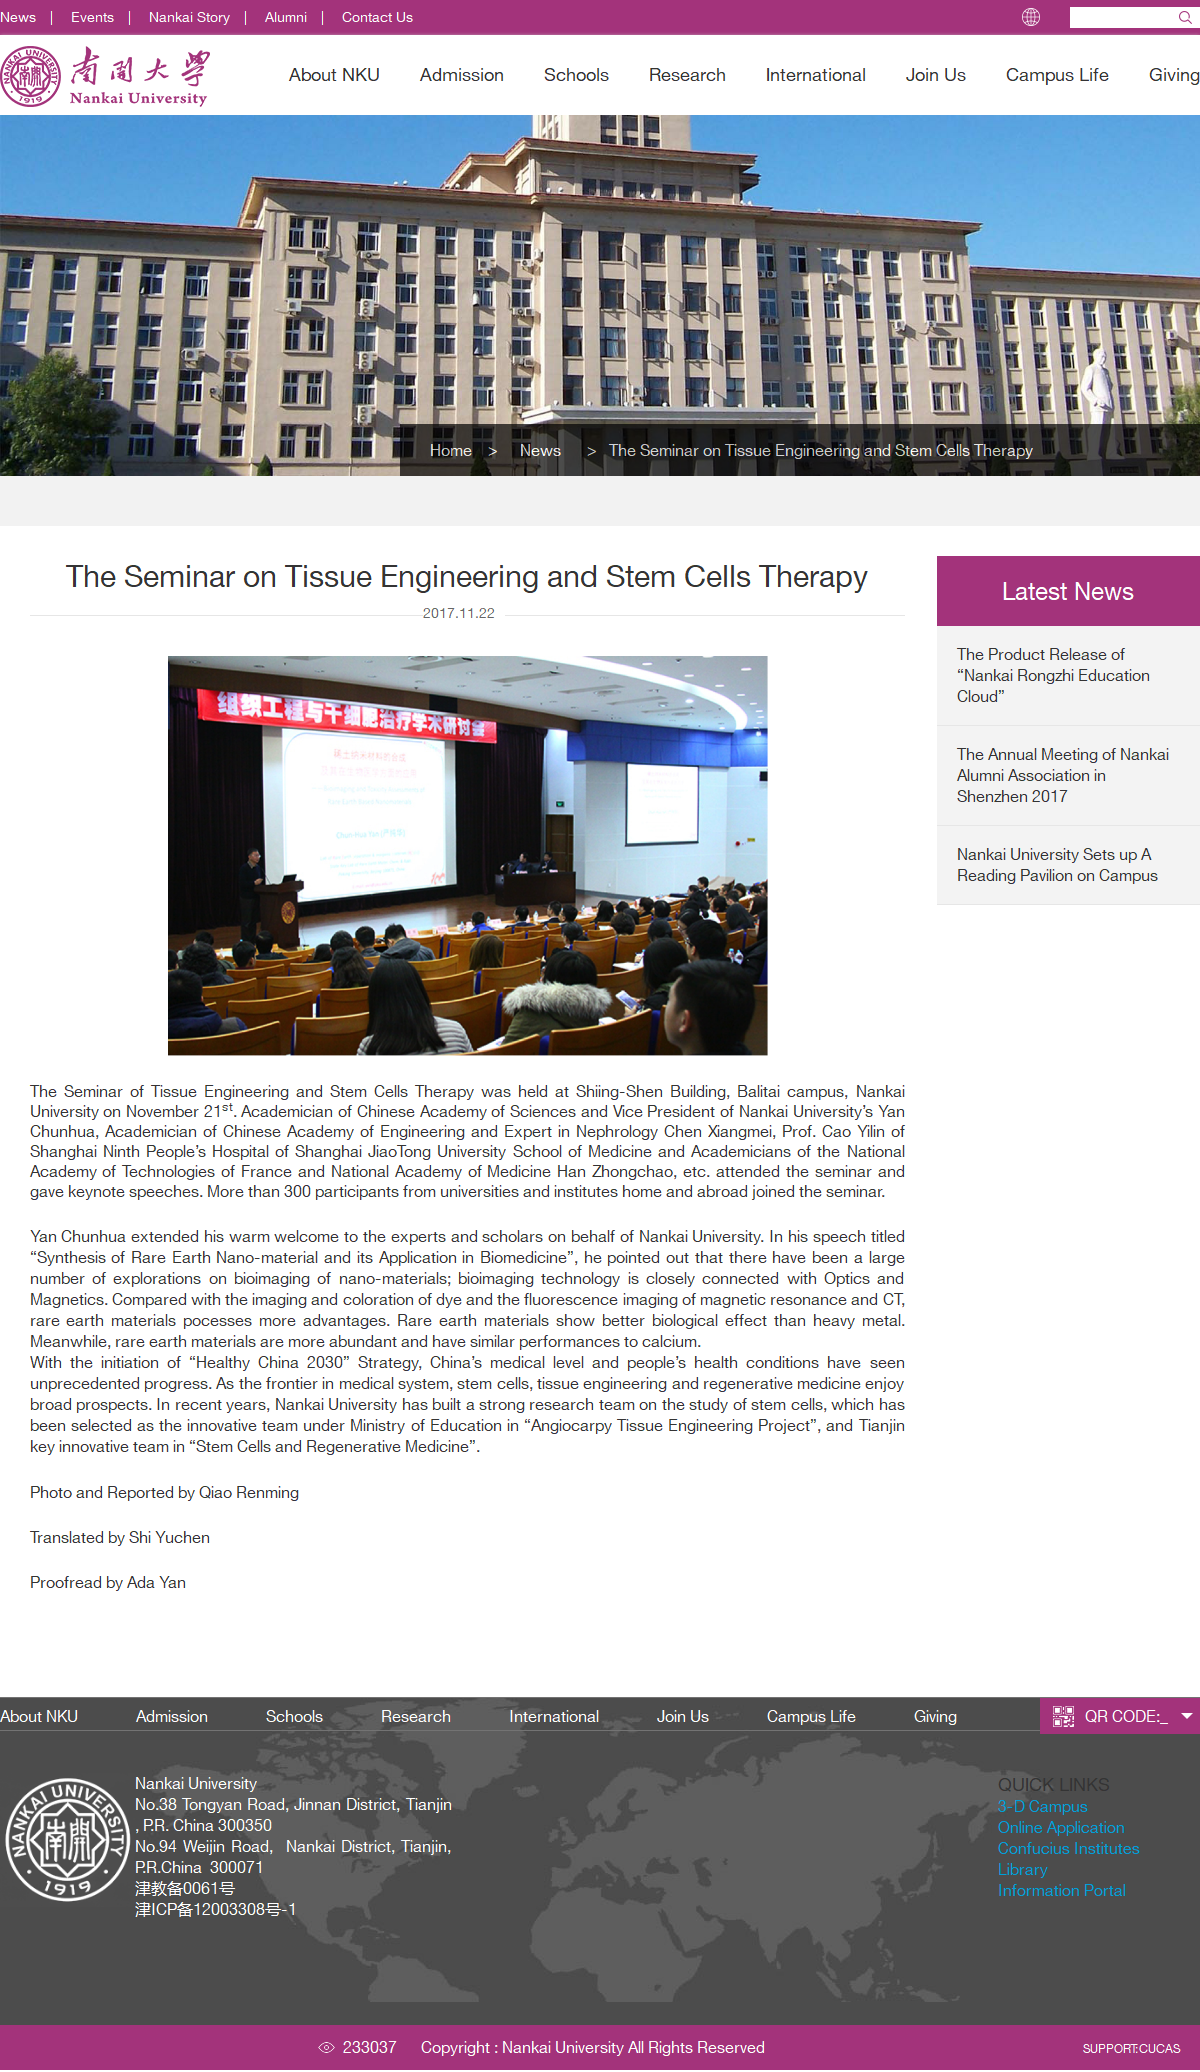 News | Events | Nankai Story | Alumni | Contact Us
NANKAI UNIVERSITY
南開
1919
南開大學
Nankai University
About NKU Admission Schools Research International Join Us Campus Life Giving
Home > News > The Seminar on Tissue Engineering and Stem Cells Therapy
The Seminar on Tissue Engineering and Stem Cells Therapy
2017.11.22
组织工程与干细胞治疗学术研讨会
Latest News
The Product Release of
“Nankai Rongzhi Education
Cloud”
The Annual Meeting of Nankai
Alumni Association in
Shenzhen 2017
Nankai University Sets up A
Reading Pavilion on Campus
The Seminar of Tissue Engineering and Stem Cells Therapy was held at Shiing-Shen Building, Balitai campus, Nankai
University on November 21st. Academician of Chinese Academy of Sciences and Vice President of Nankai University’s Yan
Chunhua, Academician of Chinese Academy of Engineering and Expert in Nephrology Chen Xiangmei, Prof. Cao Yilin of
Shanghai Ninth People’s Hospital of Shanghai JiaoTong University School of Medicine and Academicians of the National
Academy of Technologies of France and National Academy of Medicine Han Zhongchao, etc. attended the seminar and
gave keynote speeches. More than 300 participants from universities and institutes home and abroad joined the seminar.
Yan Chunhua extended his warm welcome to the experts and scholars on behalf of Nankai University. In his speech titled
“Synthesis of Rare Earth Nano-material and its Application in Biomedicine”, he pointed out that there have been a large
number of explorations on bioimaging of nano-materials; bioimaging technology is closely connected with Optics and
Magnetics. Compared with the imaging and coloration of dye and the fluorescence imaging of magnetic resonance and CT,
rare earth materials pocesses more advantages. Rare earth materials show better biological effect than heavy metal.
Meanwhile, rare earth materials are more abundant and have similar performances to calcium.
With the initiation of “Healthy China 2030” Strategy, China’s medical level and people’s health conditions have seen
unprecedented progress. As the frontier in medical system, stem cells, tissue engineering and regenerative medicine enjoy
broad prospects. In recent years, Nankai University has built a strong research team on the study of stem cells, which has
been selected as the innovative team under Ministry of Education in “Angiocarpy Tissue Engineering Project”, and Tianjin
key innovative team in “Stem Cells and Regenerative Medicine”.
Photo and Reported by Qiao Renming
Translated by Shi Yuchen
Proofread by Ada Yan
About NKU Admission Schools Research International Join Us Campus Life Giving QR CODE:_
NANKAI UNIVERSITY
南開
1919
Nankai University
No.38 Tongyan Road, Jinnan District, Tianjin
, P.R. China 300350
No.94 Weijin Road, Nankai District, Tianjin,
P.R.China 300071
津教备0061号
津ICP备12003308号-1
QUICK LINKS
3-D Campus
Online Application
Confucius Institutes
Library
Information Portal
233037 Copyright : Nankai University All Rights Reserved
SUPPORT:CUCAS